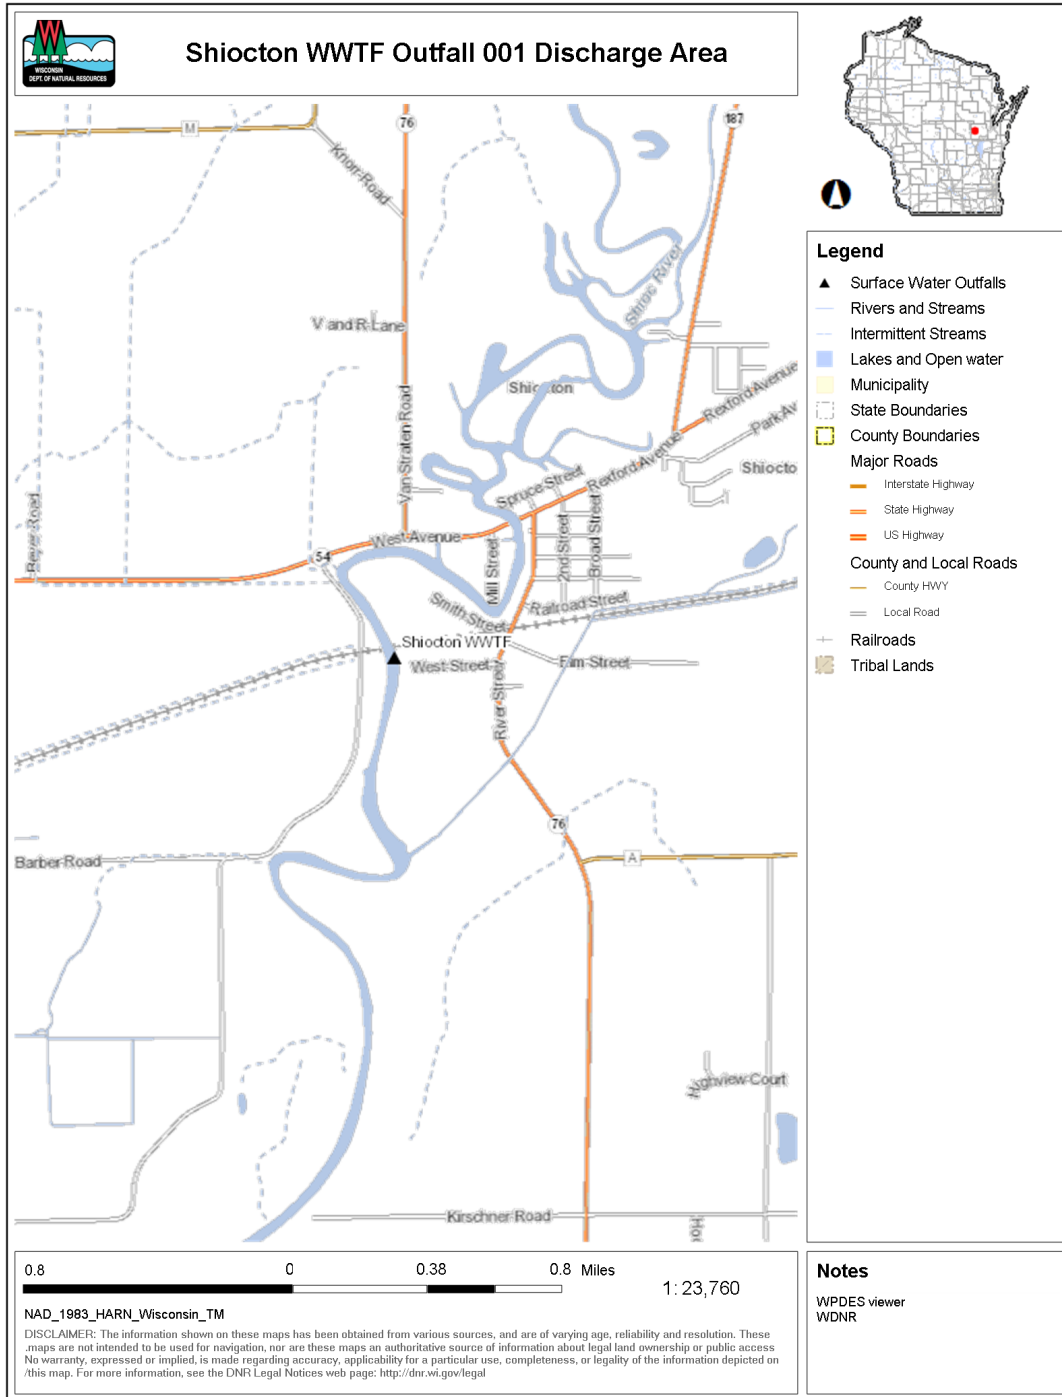 WISCONSIN
DEPT. OF NATURAL RESOURCES
Shiocton WWTF Outfall 001 Discharge Area
M
76
187
Knorr Road
Shioc River
V and R Lane
Shiocton
Van Straten Road
Rexford Avenue
Park Av
Rexford Avenue
Shiocto
Spruce Street
River Road
West Avenue
54
Mill Street
2nd Street
Broad Street
Smith Street
Railroad Street
Shiocton WWTF
West Street
Elm Street
River Street
76
A
Barber Road
Highview Court
Kirschner Road
Legend
Surface Water Outfalls
Rivers and Streams
Intermittent Streams
Lakes and Open water
Municipality
State Boundaries
County Boundaries
Major Roads
Interstate Highway
State Highway
US Highway
County and Local Roads
County HWY
Local Road
Railroads
Tribal Lands
0.8 0 0.38 0.8 Miles
1: 23,760
NAD_1983_HARN_Wisconsin_TM
DISCLAIMER: The information shown on these maps has been obtained from various sources, and are of varying age, reliability and resolution. These
.maps are not intended to be used for navigation, nor are these maps an authoritative source of information about legal land ownership or public access
No warranty, expressed or implied, is made regarding accuracy, applicability for a particular use, completeness, or legality of the information depicted on
/this map. For more information, see the DNR Legal Notices web page: http://dnr.wi.gov/legal
Notes
WPDES viewer
WDNR